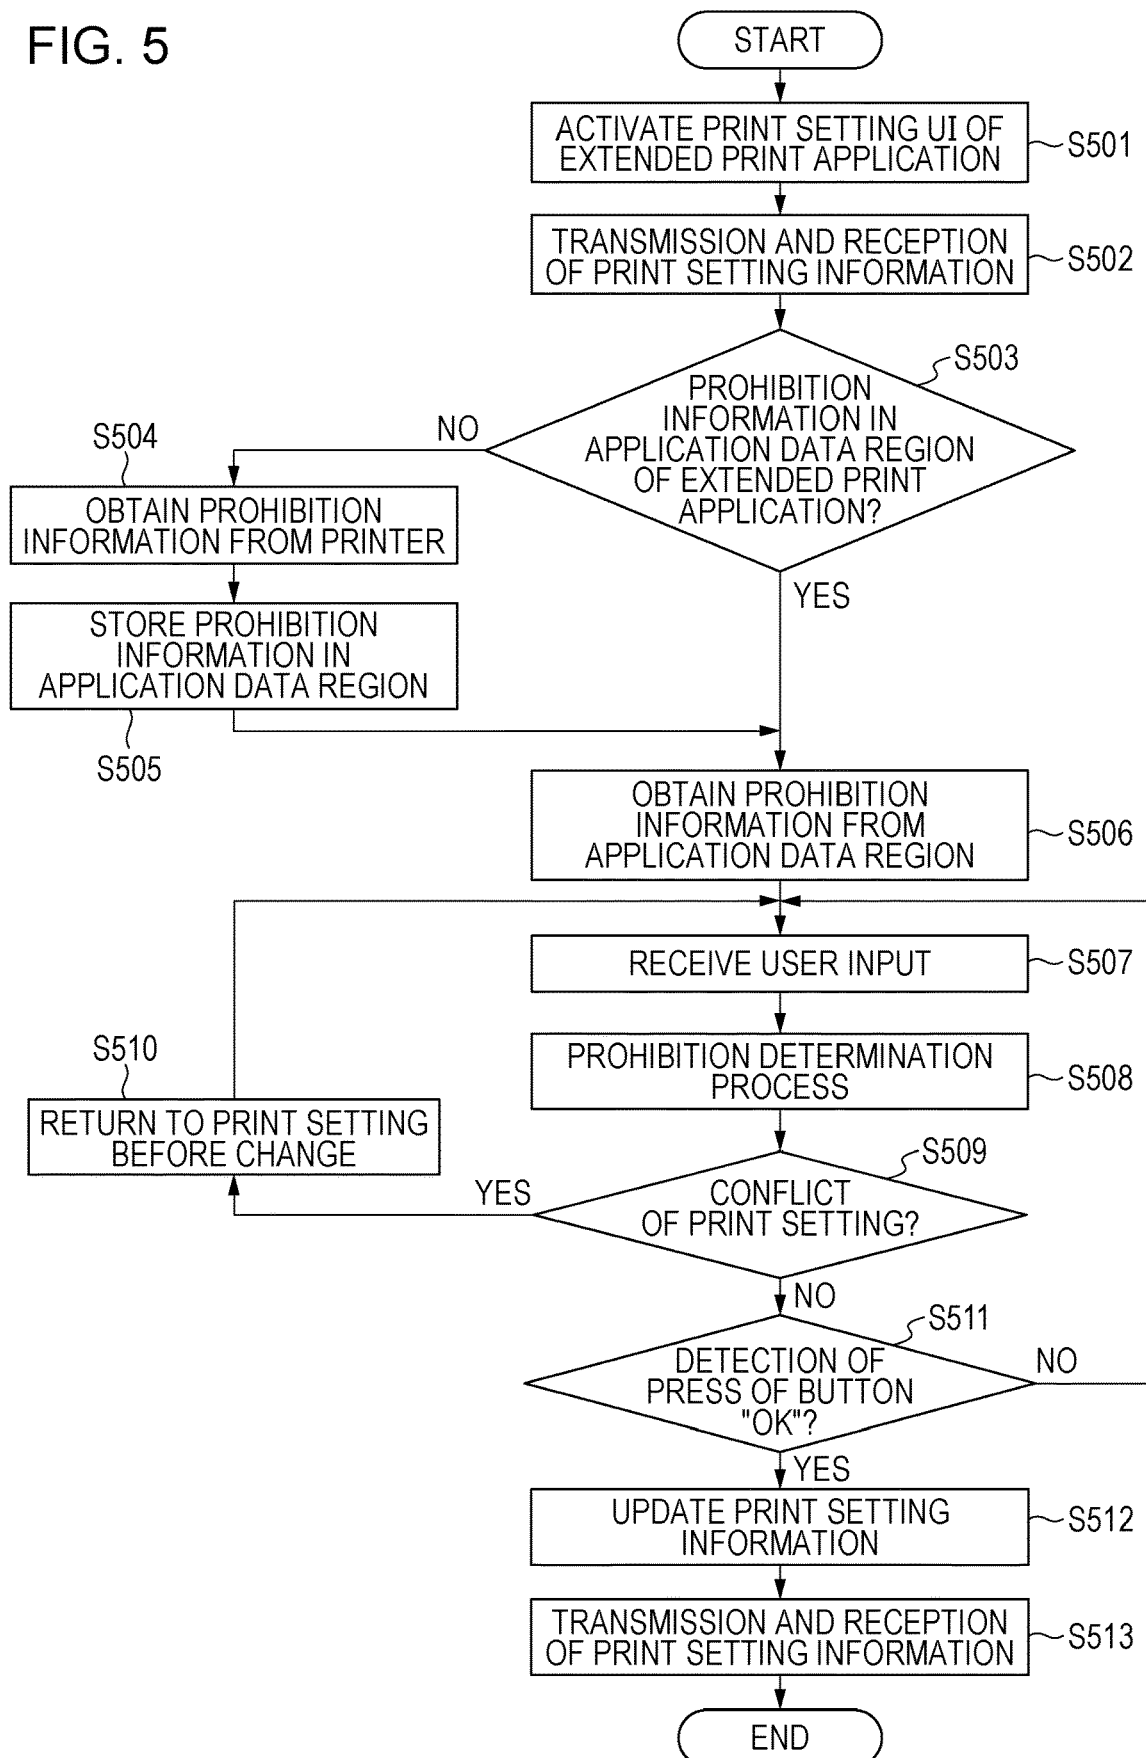 FIG. 5
START
ACTIVATE PRINT SETTING UI OF
EXTENDED PRINT APPLICATION
S501
TRANSMISSION AND RECEPTION
OF PRINT SETTING INFORMATION
S502
S503
PROHIBITION
INFORMATION IN
APPLICATION DATA REGION
OF EXTENDED PRINT
APPLICATION?
NO
YES
S504
OBTAIN PROHIBITION
INFORMATION FROM PRINTER
STORE PROHIBITION
INFORMATION IN
APPLICATION DATA REGION
S505
OBTAIN PROHIBITION
INFORMATION FROM
APPLICATION DATA REGION
S506
RECEIVE USER INPUT
S507
PROHIBITION DETERMINATION
PROCESS
S508
S510
RETURN TO PRINT SETTING
BEFORE CHANGE
S509
YES
CONFLICT
OF PRINT SETTING?
NO
S511
DETECTION OF
PRESS OF BUTTON
"OK"?
NO
YES
UPDATE PRINT SETTING
INFORMATION
S512
TRANSMISSION AND RECEPTION
OF PRINT SETTING INFORMATION
S513
END